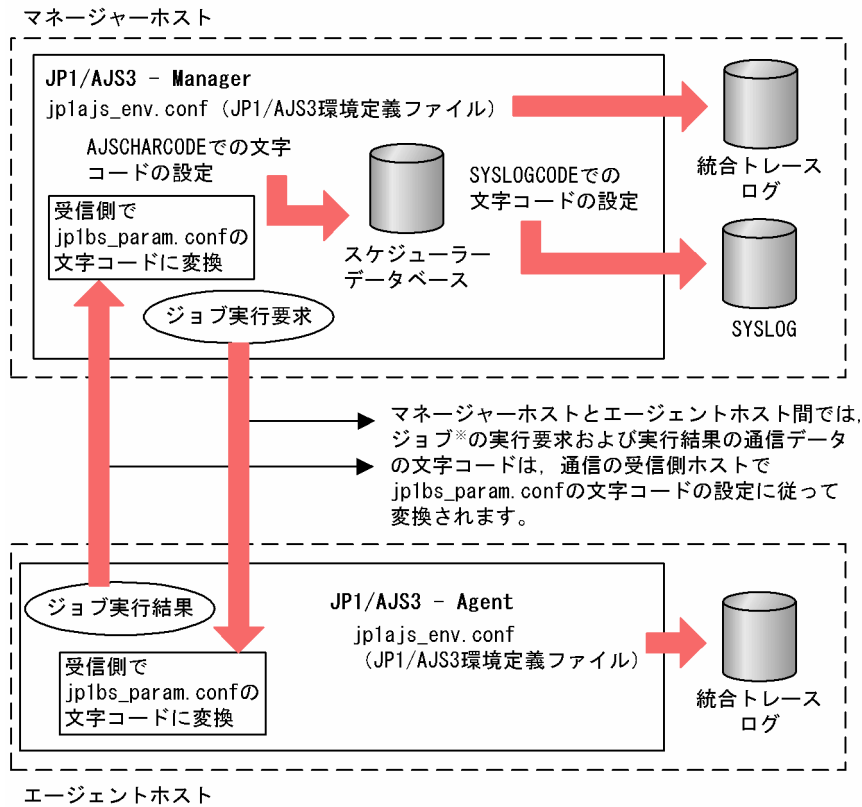 マネージャーホスト
JP1/AJS3 - Manager
jp1ajs_env.conf（JP1/AJS3環境定義ファイル）
AJSCHARCODEでの文字
コードの設定
SYSLOGCODEでの
文字コードの設定
統合トレース
ログ
受信側で
jp1bs_param.confの
文字コードに変換
スケジューラー
データベース
ジョブ実行要求
SYSLOG
マネージャーホストとエージェントホスト間では，
ジョブ※の実行要求および実行結果の通信データ
の文字コードは，通信の受信側ホストで
jp1bs_param.confの文字コードの設定に従って
変換されます。
ジョブ実行結果
JP1/AJS3 - Agent
jp1ajs_env.conf
（JP1/AJS3環境定義ファイル）
受信側で
jp1bs_param.confの
文字コードに変換
統合トレース
ログ
エージェントホスト